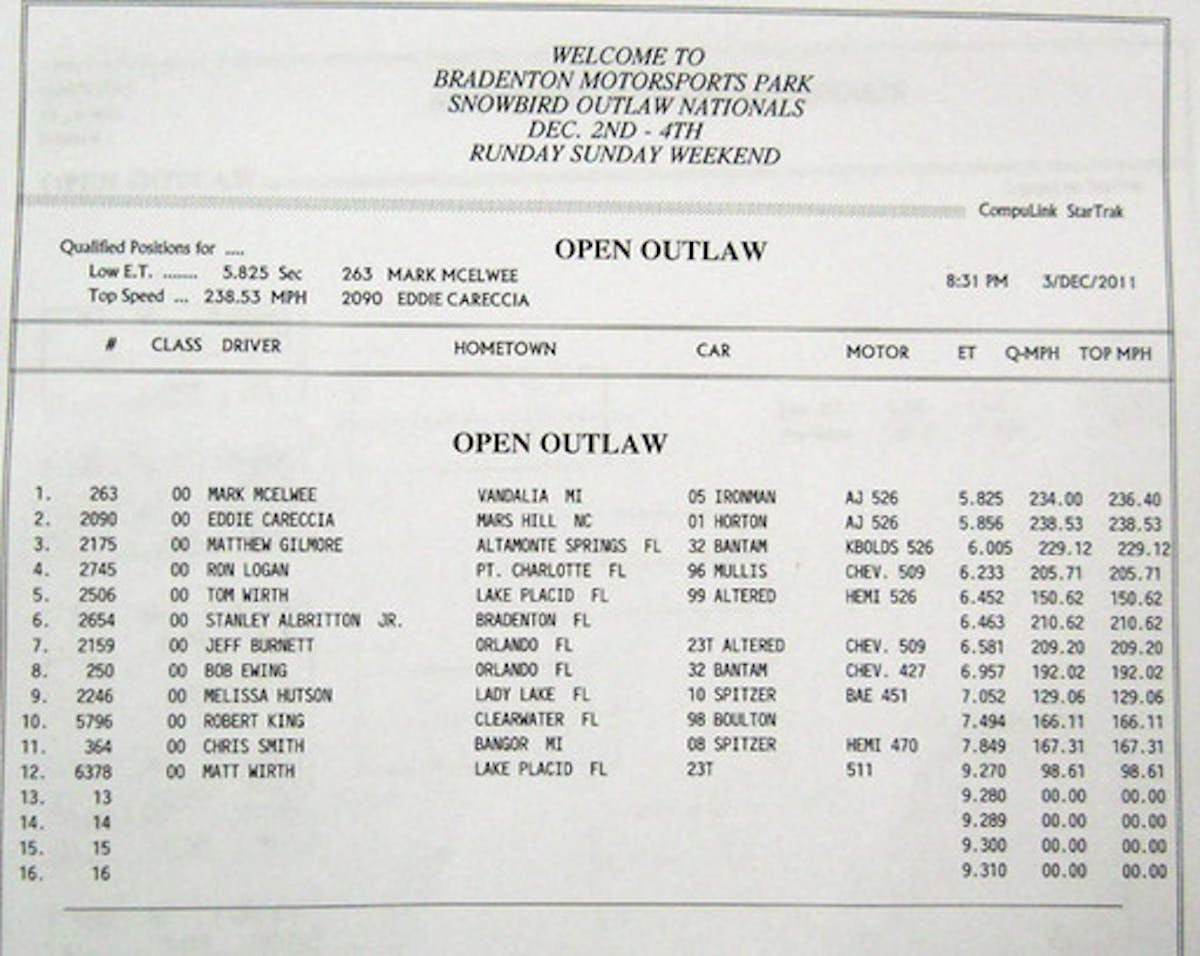 WELCOME TO
BRADENTON MOTORSPORTS PARK
SNOWBIRD OUTLAW NATIONALS
DEC. 2ND - 4TH
RUNDAY SUNDAY WEEKEND
CompuLink StarTrak
Qualified Positions for ....
OPEN OUTLAW
Low E.T. ....... 5.825 Sec 263 MARK MCELWEE
8:31 PM 3/DEC/2011
Top Speed ... 238.53 MPH 2090 EDDIE CARECCIA
# CLASS DRIVER HOMETOWN CAR MOTOR ET Q-MPH TOP MPH
OPEN OUTLAW
1. 263 00 MARK MCELWEE VANDALIA MI 05 IRONMAN AJ 526 5.825 234.00 236.40
2. 2090 00 EDDIE CARECCIA MARS HILL NC 01 HORTON AJ 526 5.856 238.53 238.53
3. 2175 00 MATTHEW GILMORE ALTAMONTE SPRINGS FL 32 BANTAM KBOLDS 526 6.005 229.12 229.12
4. 2745 00 RON LOGAN PT. CHARLOTTE FL 96 MULLIS CHEV. 509 6.233 205.71 205.71
5. 2506 00 TOM WIRTH LAKE PLACID FL 99 ALTERED HEMI 526 6.452 150.62 150.62
6. 2654 00 STANLEY ALBRITTON JR. BRADENTON FL 6.463 210.62 210.62
7. 2159 00 JEFF BURNETT ORLANDO FL 23T ALTERED CHEV. 509 6.581 209.20 209.20
8. 250 00 BOB EWING ORLANDO FL 32 BANTAM CHEV. 427 6.957 192.02 192.02
9. 2246 00 MELISSA HUTSON LADY LAKE FL 10 SPITZER BAE 451 7.052 129.06 129.06
10. 5796 00 ROBERT KING CLEARWATER FL 98 BOULTON 7.494 166.11 166.11
11. 364 00 CHRIS SMITH BANGOR MI 08 SPITZER HEMI 470 7.849 167.31 167.31
12. 6378 00 MATT WIRTH LAKE PLACID FL 23T 511 9.270 98.61 98.61
13. 13 9.280 00.00 00.00
14. 14 9.289 00.00 00.00
15. 15 9.300 00.00 00.00
16. 16 9.310 00.00 00.00